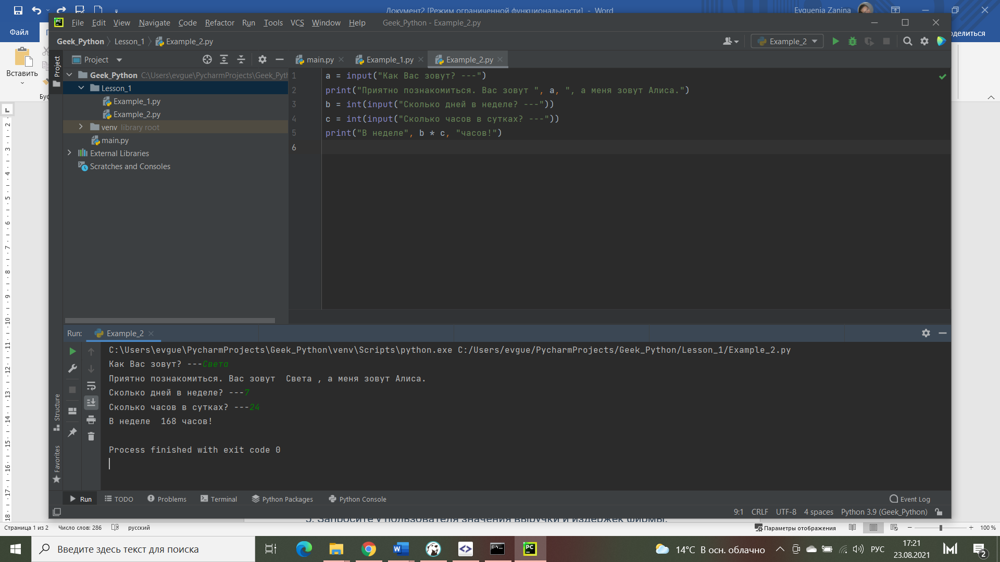 Документ2 [Режим ограниченной функциональности] - Word
Evguenia Zanina
Файл
File Edit View Navigate Code Refactor Run Tools VCS Window Help
Geek_Python - Example_2.py
Geek_Python
Lesson_1
Example_2.py
Example_2
делиться
Вставить
Project
Project
main.py
Example_1.py
Example_2.py
Geek_Python C:\Users\evgue\PycharmProjects\Geek_Pyth
Lesson_1
Example_1.py
Example_2.py
venv library root
main.py
External Libraries
Scratches and Consoles
1 a = input("Как Вас зовут? ---")
2 print("Приятно познакомиться. Вас зовут ", a, ", а меня зовут Алиса.")
3 b = int(input("Сколько дней в неделе? ---"))
4 c = int(input("Сколько часов в сутках? ---"))
5 print("В неделе", b * c, "часов!")
6
Run: Example_2
C:\Users\evgue\PycharmProjects\Geek_Python\venv\Scripts\python.exe C:/Users/evgue/PycharmProjects/Geek_Python/Lesson_1/Example_2.py
Как Вас зовут? ---Света
Приятно познакомиться. Вас зовут  Света , а меня зовут Алиса.
Сколько дней в неделе? ---7
Сколько часов в сутках? ---24
В неделе  168 часов!
Process finished with exit code 0
Structure
Favorites
Run TODO Problems Terminal Python Packages Python Console
Event Log
9:1 CRLF UTF-8 4 spaces Python 3.9 (Geek_Python)
5. Запросите у пользователя значения выручки и издержек фирмы.
Страница 1 из 2 Число слов: 286 русский
Параметры отображения
100 %
Введите здесь текст для поиска
14°C В осн. облачно
РУС
17:21
23.08.2021
2